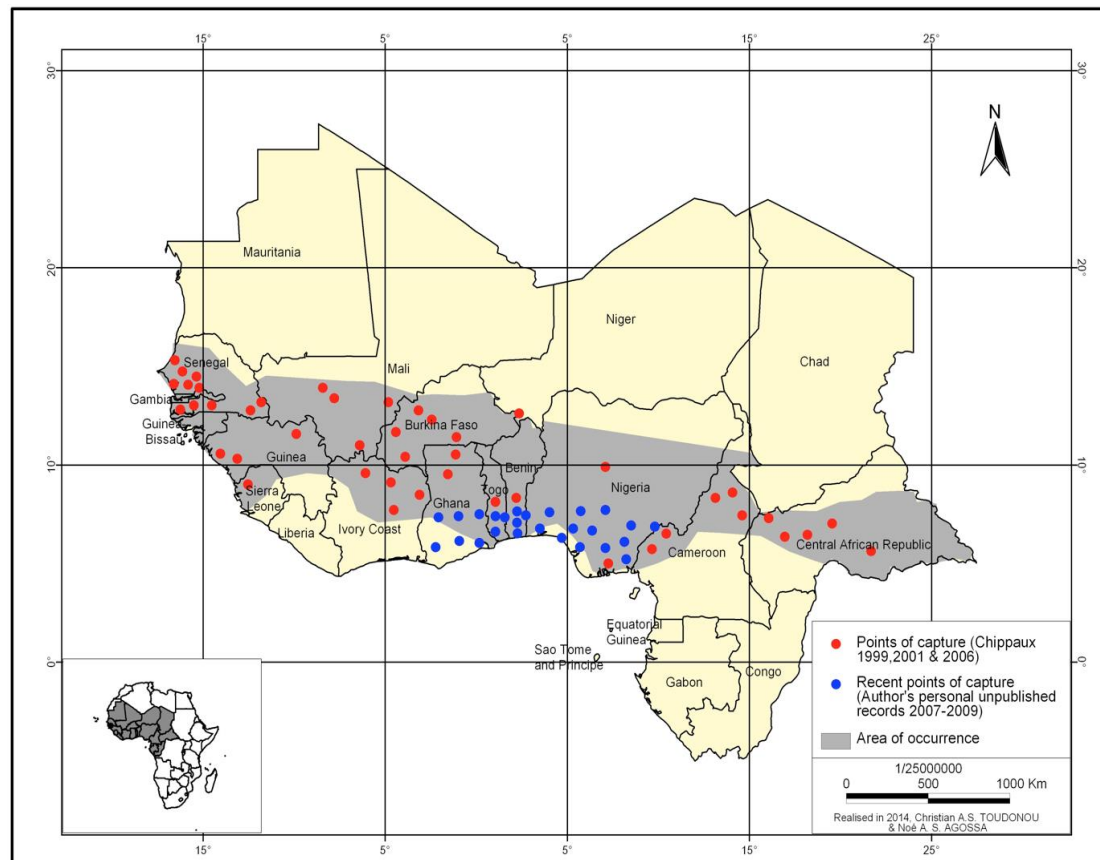 15°
5°
5°
15°
25°
30°
30°
N
Mauritania
20°
20°
Niger
Chad
Mali
Senegal
Gambia
Guinea
Bissau
Burkina Faso
Guinea
Benin
10°
10°
Sierra
Leone
Togo
Ghana
Nigeria
Liberia
Ivory Coast
Central African Republic
Cameroon
Equatorial
Guinea
Sao Tome
and Principe
0°
0°
Gabon
Congo
Points of capture (Chippaux
1999,2001 & 2006)
Recent points of capture
(Author's personal unpublished
records 2007-2009)
Area of occurrence
1/25000000
0 500 1000 Km
Realised in 2014, Christian A.S. TOUDONOU
& Noé A. S. AGOSSA
15°
5°
5°
15°
25°